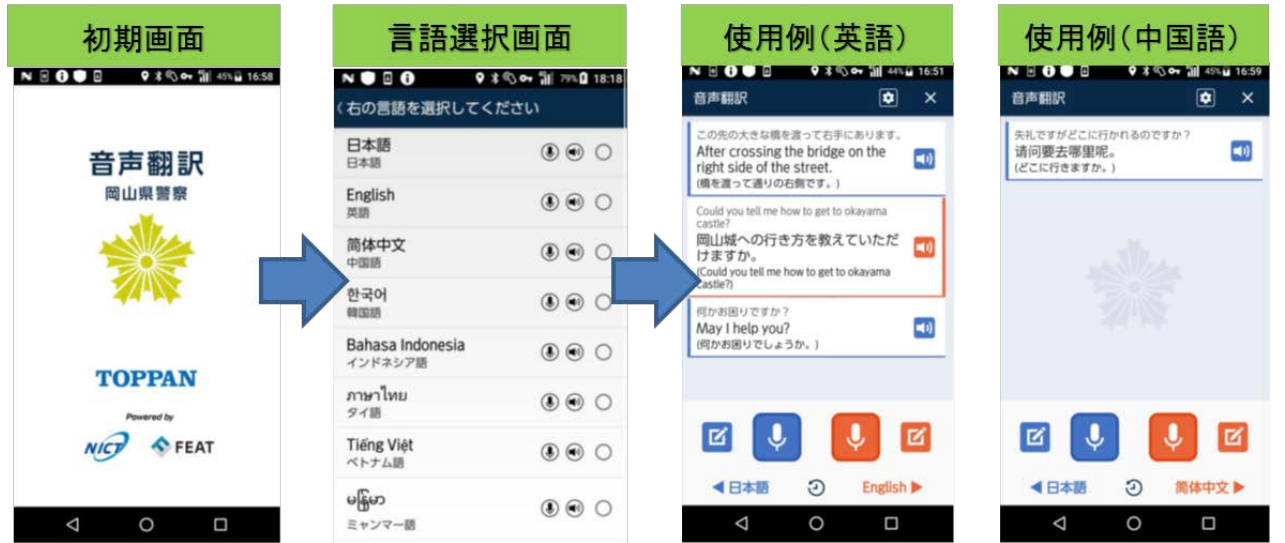 初期画面
16:58
45%
音声翻訳
岡山県警察
TOPPAN
Powered by
NICT
FEAT
言語選択画面
79%
18:18
〈右の言語を選択してください
日本語
日本語
English
英語
简体中文
中国語
한국어
韓国語
Bahasa Indonesia
インドネシア語
ภาษาไทย
タイ語
Tiếng Việt
ベトナム語
မြန်မာ
ミャンマー語
使用例(英語)
44%
16:51
音声翻訳
この先の大きな橋を渡って右手にあります。
After crossing the bridge on the
right side of the street.
(橋を渡って通りの右側です。)
Could you tell me how to get to okayama
castle?
岡山城への行き方を教えていただ
けますか。
(Could you tell me how to get to okayama
castle?)
何かお困りですか?
May I help you?
(何かお困りでしょうか。)
日本語
English
使用例(中国語)
45%
16:59
音声翻訳
失礼ですがどこに行かれるのですか?
请问要去哪里呢。
(どこに行きますか。)
日本語
简体中文